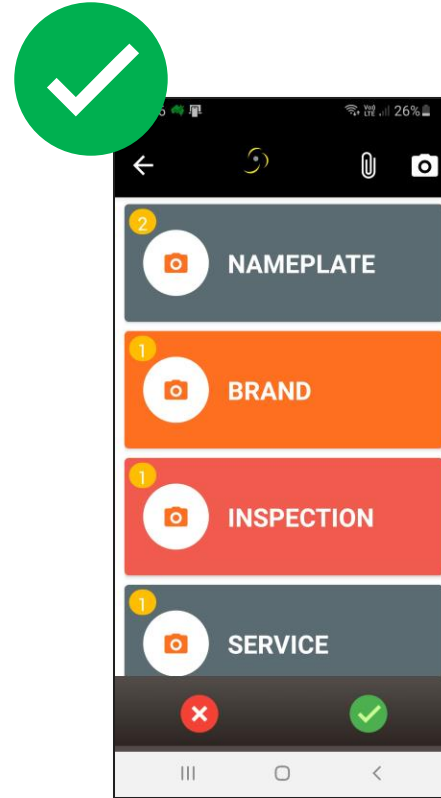 26%
2
NAMEPLATE
1
BRAND
1
INSPECTION
1
SERVICE